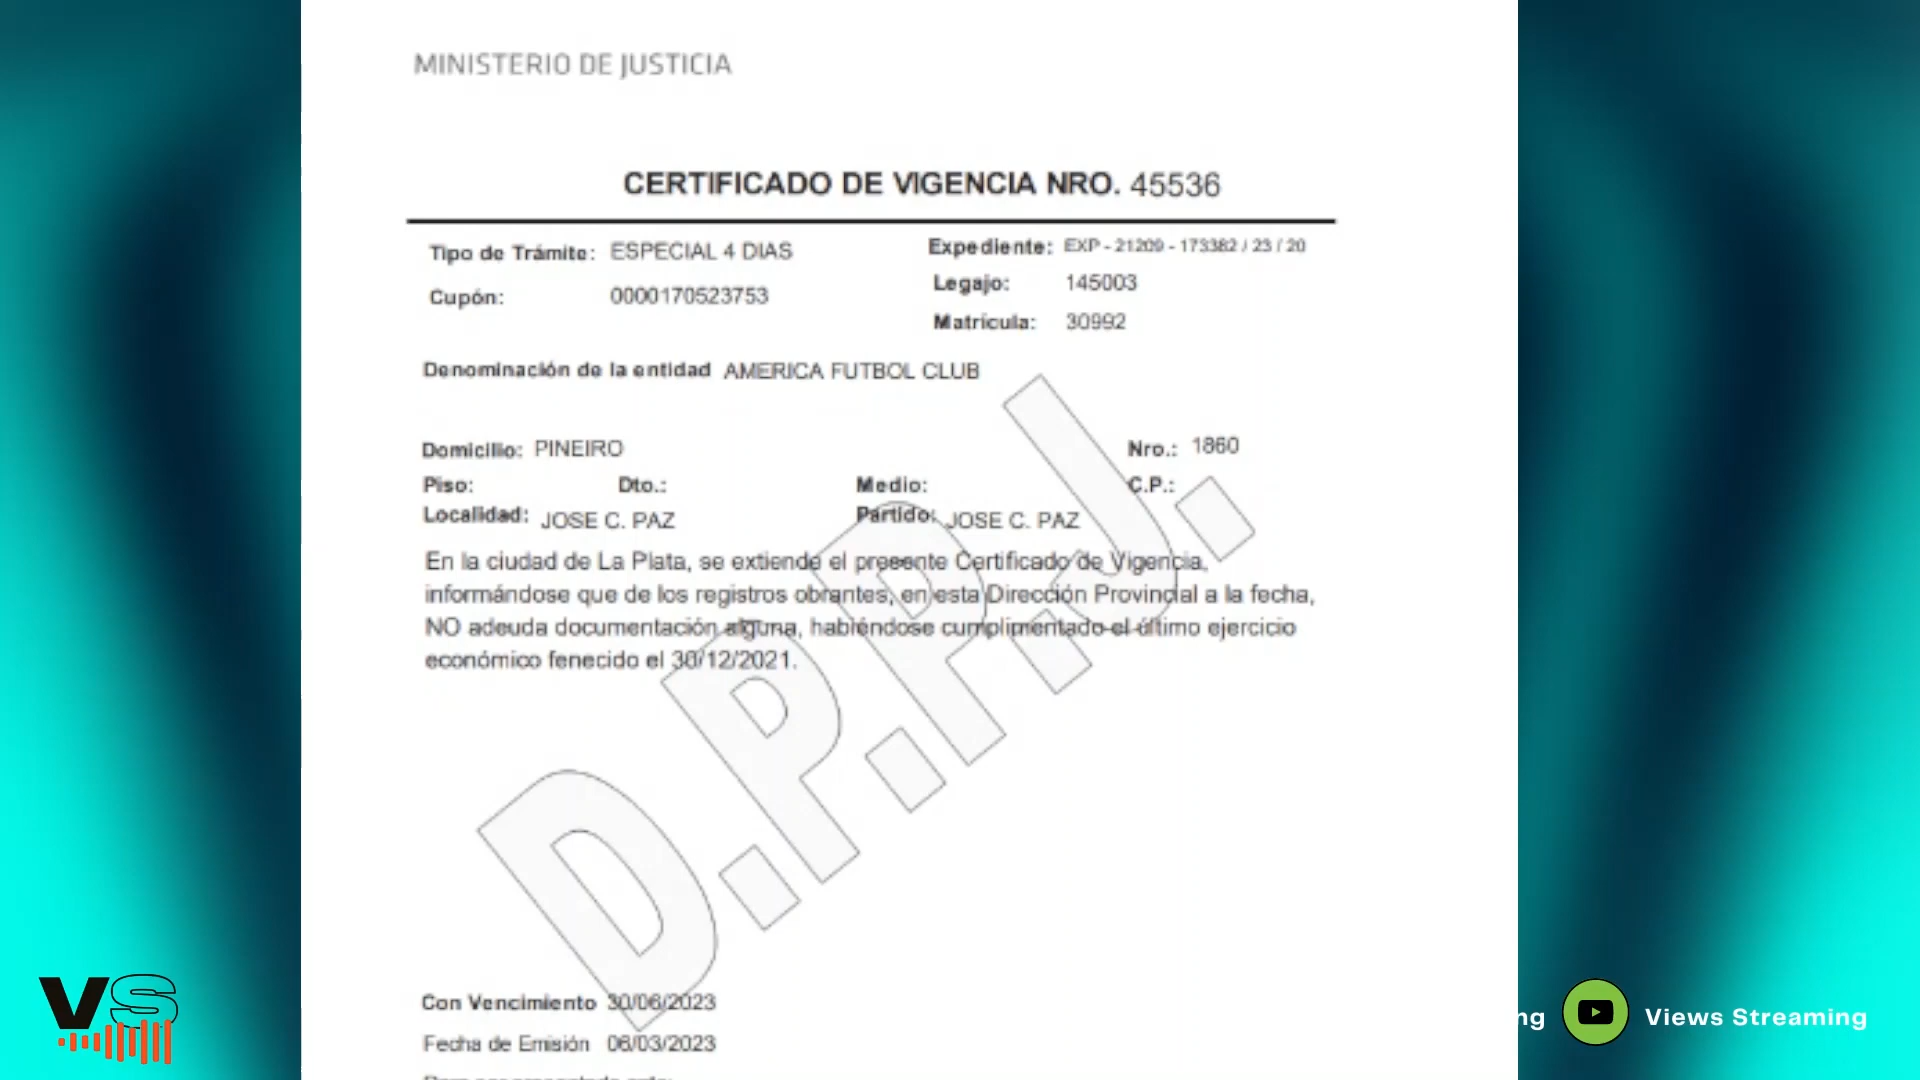 MINISTERIO DE JUSTICIA
CERTIFICADO DE VIGENCIA NRO. 45536
Tipo de Trámite: ESPECIAL 4 DIAS Expediente: EXP - 21209 - 173382 / 23 / 20
Legajo: 145003
Cupón: 0000170523753
Matrícula: 30992
Denominación de la entidad AMERICA FUTBOL CLUB
Domicilio: PINEIRO Nro.: 1860
Piso: Dto.: Medio: C.P.:
Localidad: JOSE C. PAZ Partido: JOSE C. PAZ
En la ciudad de La Plata, se extiende el presente Certificado de Vigencia,
informándose que de los registros obrantes, en esta Dirección Provincial a la fecha,
NO adeuda documentación alguna, habiéndose cumplimentado el último ejercicio
económico fenecido el 30/12/2021.
D.P.P.J.
Con Vencimiento 30/06/2023
Fecha de Emisión 06/03/2023
VS
ng Views Streaming